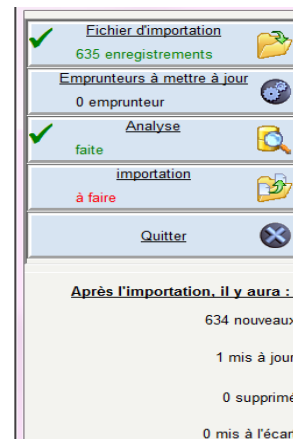 Fichier d'importation
635 enregistrements
Emprunteurs à mettre à jour
0 emprunteur
Analyse
faite
importation
à faire
Quitter
Après l'importation, il y aura :
634 nouveaux
1 mis à jour
0 supprimé
0 mis à l'écart